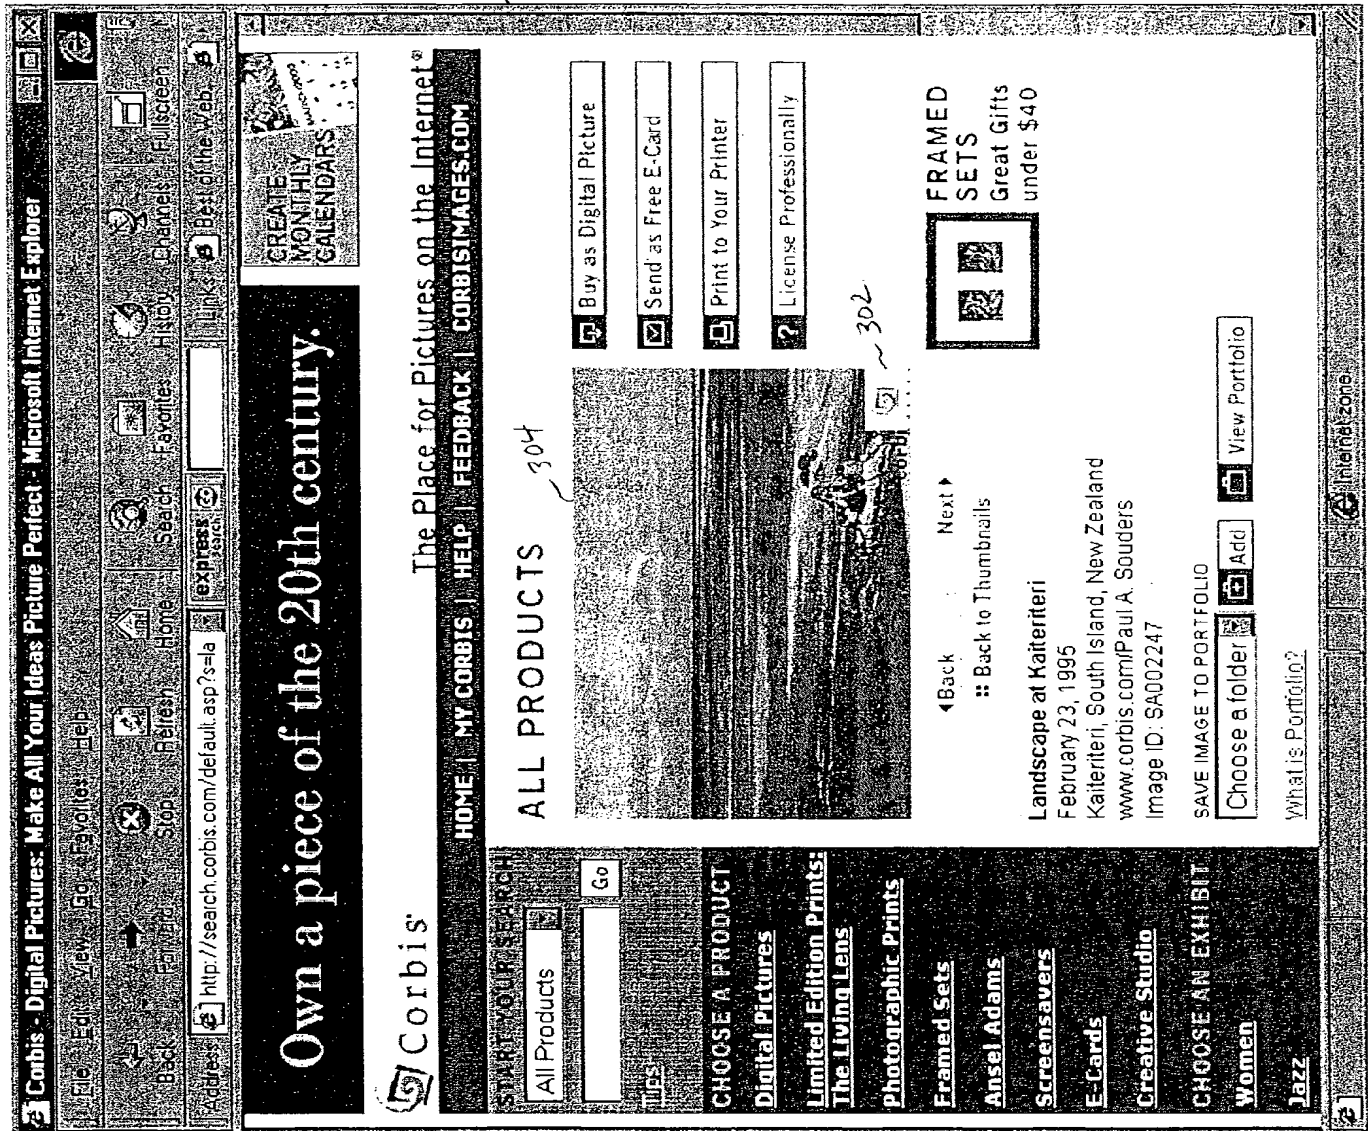 Corbis - Digital Pictures: Make All Your Ideas Picture Perfect - Microsoft Internet Explorer
File Edit View Go Favorites Help
Back Forward Stop Refresh Home Search Favorites History Channels Fullscreen
Address http://search.corbis.com/default.asp?s=la express search Links Best of the Web
Own a piece of the 20th century.
CREATE
MONTHLY
CALENDARS
Corbis
The Place for Pictures on the Internet®
HOME | MY CORBIS | HELP | FEEDBACK | CORBISIMAGES.COM
START YOUR SEARCH
All Products
Go
Tips
CHOOSE A PRODUCT
Digital Pictures
Limited Edition Prints:
The Living Lens
Photographic Prints
Framed Sets
Ansel Adams
Screensavers
E-Cards
Creative Studio
CHOOSE AN EXHIBIT
Women
Jazz
ALL PRODUCTS
304
Buy as Digital Picture
Send as Free E-Card
Print to Your Printer
License Professionally
302
Back Next
:: Back to Thumbnails
FRAMED
SETS
Great Gifts
under $40
Landscape at Kaiteriteri
February 23, 1995
Kaiteriteri, South Island, New Zealand
www.corbis.com/Paul A. Souders
Image ID: SA002247
SAVE IMAGE TO PORTFOLIO
Choose a folder Add View Portfolio
What is Portfolio?
Internet zone